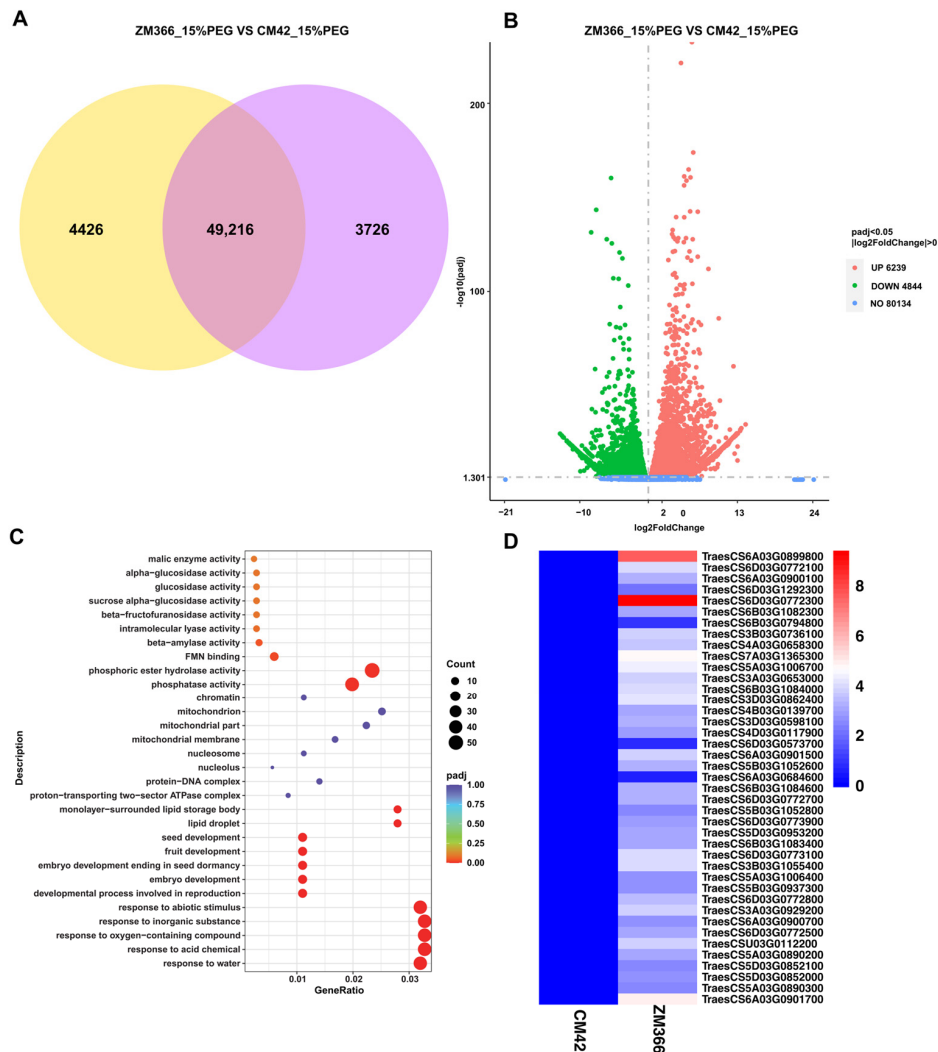 A
ZM366_15%PEG VS CM42_15%PEG
4426
49,216
3726
B
ZM366_15%PEG VS CM42_15%PEG
-log10(padj)
200
100
1.301
-21
-10
2
0
13
24
log2FoldChange
padj<0.05
|log2FoldChange|>0
UP 6239
DOWN 4844
NO 80134
C
Description
malic enzyme activity
alpha−glucosidase activity
glucosidase activity
sucrose alpha−glucosidase activity
beta−fructofuranosidase activity
intramolecular lyase activity
beta−amylase activity
FMN binding
phosphoric ester hydrolase activity
phosphatase activity
chromatin
mitochondrion
mitochondrial part
mitochondrial membrane
nucleosome
nucleolus
protein−DNA complex
proton−transporting two−sector ATPase complex
monolayer−surrounded lipid storage body
lipid droplet
seed development
fruit development
embryo development ending in seed dormancy
embryo development
developmental process involved in reproduction
response to abiotic stimulus
response to inorganic substance
response to oxygen−containing compound
response to acid chemical
response to water
0.01
0.02
0.03
GeneRatio
Count
10
20
30
40
50
padj
1.00
0.75
0.50
0.25
0.00
D
TraesCS6A03G0899800
TraesCS6D03G0772100
TraesCS6A03G0900100
TraesCS6D03G1292300
TraesCS6D03G0772300
TraesCS6B03G1082300
TraesCS6B03G0794800
TraesCS3B03G0736100
TraesCS4A03G0658300
TraesCS7A03G1365300
TraesCS5A03G1006700
TraesCS3A03G0653000
TraesCS6B03G1084000
TraesCS3D03G0862400
TraesCS4B03G0139700
TraesCS3D03G0598100
TraesCS4D03G0117900
TraesCS6D03G0573700
TraesCS6A03G0901500
TraesCS5B03G1052600
TraesCS6A03G0684600
TraesCS6B03G1084600
TraesCS6D03G0772700
TraesCS5B03G1052800
TraesCS6D03G0773900
TraesCS5D03G0953200
TraesCS6B03G1083400
TraesCS6D03G0773100
TraesCS3B03G1055400
TraesCS5A03G1006400
TraesCS5B03G0937300
TraesCS6D03G0772800
TraesCS3A03G0929200
TraesCS6A03G0900700
TraesCS6D03G0772500
TraesCSU03G0112200
TraesCS5A03G0890200
TraesCS5D03G0852100
TraesCS5D03G0852000
TraesCS5A03G0890300
TraesCS6A03G0901700
CM42
ZM366
8
6
4
2
0